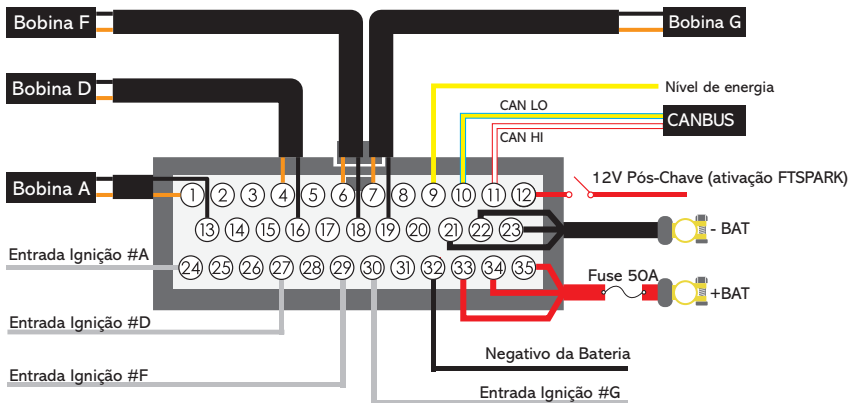 Bobina F
Bobina G
Bobina D
Nível de energia
CAN LO
CANBUS
CAN HI
Bobina A
12V Pós-Chave (ativação FTSPARK)
1 2 3 4 5 6 7 8 9 10 11 12
13 14 15 16 17 18 19 20 21 22 23
- BAT
Entrada Ignição #A
24 25 26 27 28 29 30 31 32 33 34 35
Fuse 50A
+BAT
Entrada Ignição #D
Negativo da Bateria
Entrada Ignição #F
Entrada Ignição #G